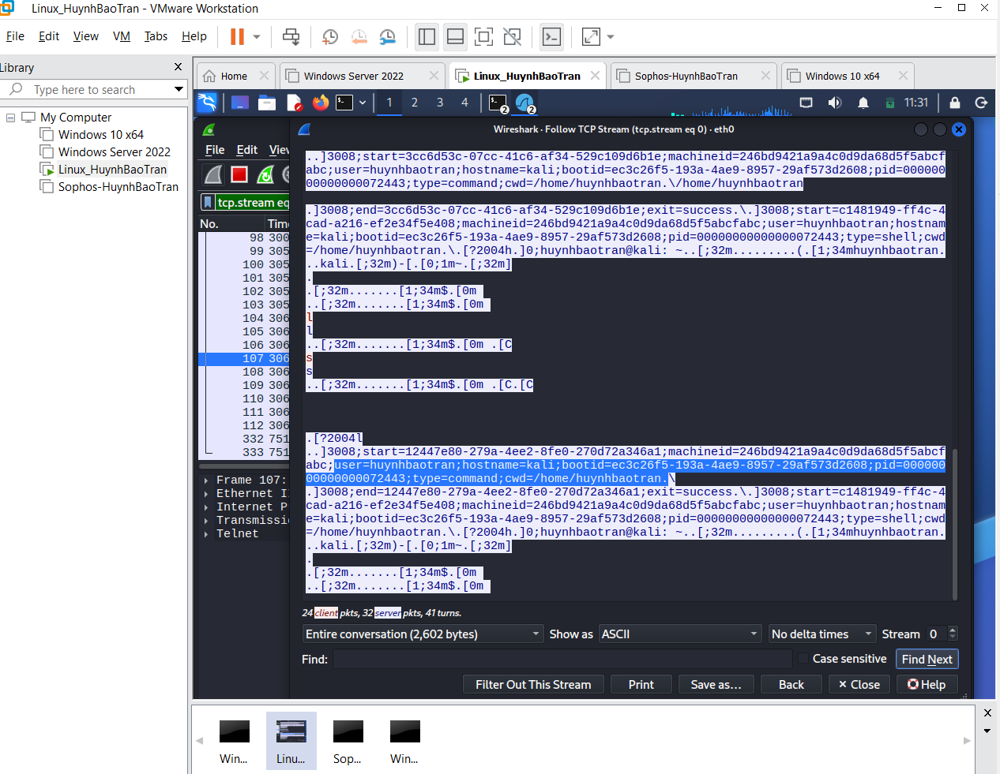 Linux_HuynhBaoTran - VMware Workstation
File Edit View VM Tabs Help
Library
Type here to search
My Computer
Windows 10 x64
Windows Server 2022
Linux_HuynhBaoTran
Sophos-HuynhBaoTran
Home
Windows Server 2022
Linux_HuynhBaoTran
Sophos-HuynhBaoTran
Windows 10 x64
1 2 3 4 2 2 11:31
File Edit View
tcp.stream eq
No. Time
98 300
99 305
100 305
101 305
102 305
103 305
104 306
105 306
106 306
107 306
108 306
109 306
110 306
111 306
112 306
332 751
333 751
Frame 107:
Ethernet I
Internet P
Transmissi
Telnet
Wireshark · Follow TCP Stream (tcp.stream eq 0) · eth0
..]3008;start=3cc6d53c-07cc-41c6-af34-529c109d6b1e;machineid=246bd9421a9a4c0d9da68d5f5abcf
abc;user=huynhbaotran;hostname=kali;bootid=ec3c26f5-193a-4ae9-8957-29af573d2608;pid=000000
00000000072443;type=command;cwd=/home/huynhbaotran.\/home/huynhbaotran
.]3008;end=3cc6d53c-07cc-41c6-af34-529c109d6b1e;exit=success.\.]3008;start=c1481949-ff4c-4
cad-a216-ef2e34f5e408;machineid=246bd9421a9a4c0d9da68d5f5abcfabc;user=huynhbaotran;hostnam
e=kali;bootid=ec3c26f5-193a-4ae9-8957-29af573d2608;pid=00000000000000072443;type=shell;cwd
=/home/huynhbaotran.\.[?2004h.]0;huynhbaotran@kali: ~..[;32m.........(.[1;34mhuynhbaotran.
..kali.[;32m)-[.[0;1m~.[;32m]
.
.[;32m.......[1;34m$.[0m
..[;32m.......[1;34m$.[0m
l
l
..[;32m.......[1;34m$.[0m .[C
s
s
..[;32m.......[1;34m$.[0m .[C.[C
.[?2004l
..]3008;start=12447e80-279a-4ee2-8fe0-270d72a346a1;machineid=246bd9421a9a4c0d9da68d5f5abcf
abc;user=huynhbaotran;hostname=kali;bootid=ec3c26f5-193a-4ae9-8957-29af573d2608;pid=000000
00000000072443;type=command;cwd=/home/huynhbaotran.\
.]3008;end=12447e80-279a-4ee2-8fe0-270d72a346a1;exit=success.\.]3008;start=c1481949-ff4c-4
cad-a216-ef2e34f5e408;machineid=246bd9421a9a4c0d9da68d5f5abcfabc;user=huynhbaotran;hostnam
e=kali;bootid=ec3c26f5-193a-4ae9-8957-29af573d2608;pid=00000000000000072443;type=shell;cwd
=/home/huynhbaotran.\.[?2004h.]0;huynhbaotran@kali: ~..[;32m.........(.[1;34mhuynhbaotran.
..kali.[;32m)-[.[0;1m~.[;32m]
.
.[;32m.......[1;34m$.[0m
..[;32m.......[1;34m$.[0m
24 client pkts, 32 server pkts, 41 turns.
Entire conversation (2,602 bytes) Show as ASCII No delta times Stream 0
Find: Case sensitive Find Next
Filter Out This Stream Print Save as... Back × Close Help
Win... Linu... Sop... Win...